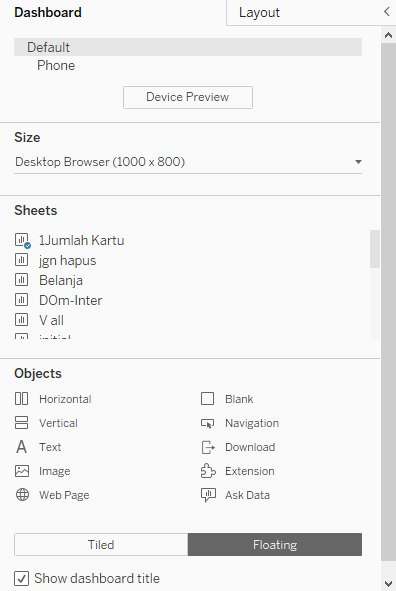 Dashboard Layout
Default
Phone
Device Preview
Size
Desktop Browser (1000 x 800)
Sheets
1Jumlah Kartu
jgn hapus
Belanja
DOm-Inter
V all
Objects
Horizontal Blank
Vertical Navigation
A Text Download
Image Extension
Web Page Ask Data
Tiled Floating
Show dashboard title